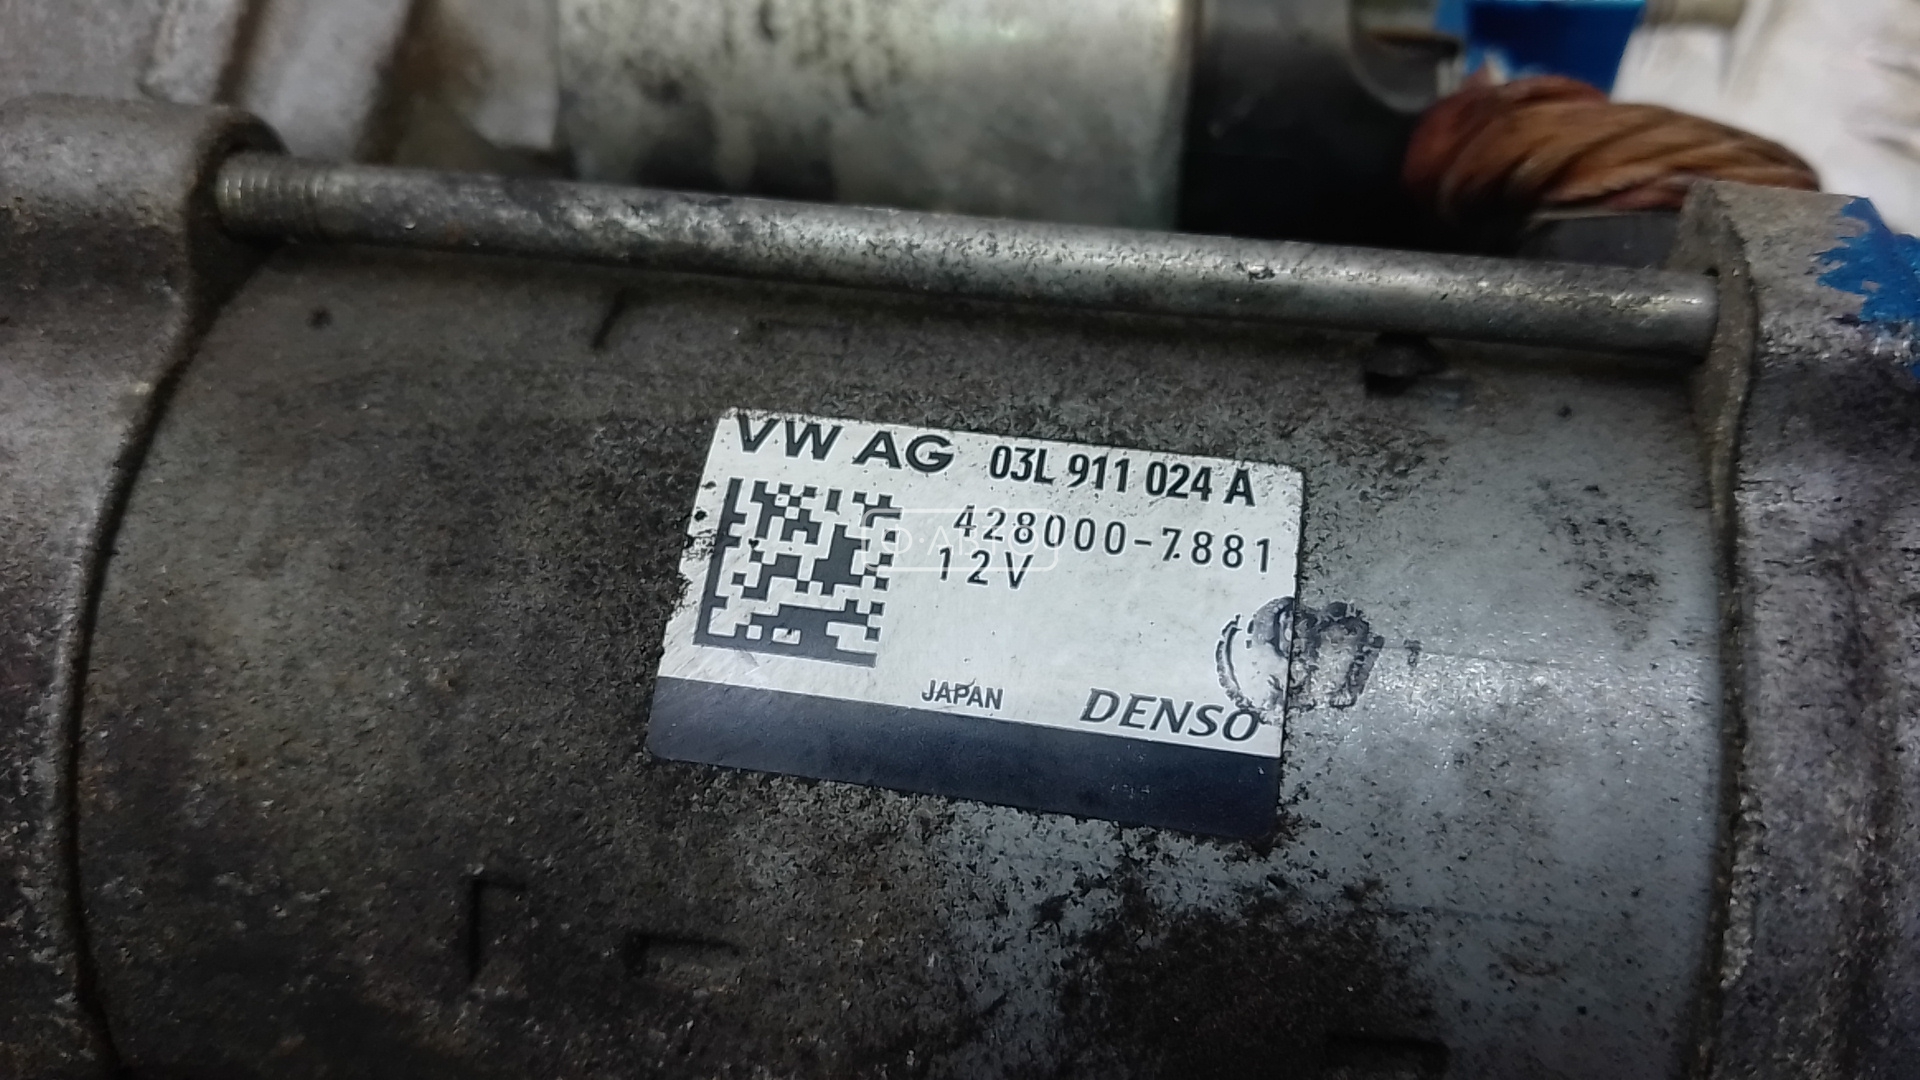 VW AG 03L 911 024 A
428000-7881
12V
JAPAN DENSO